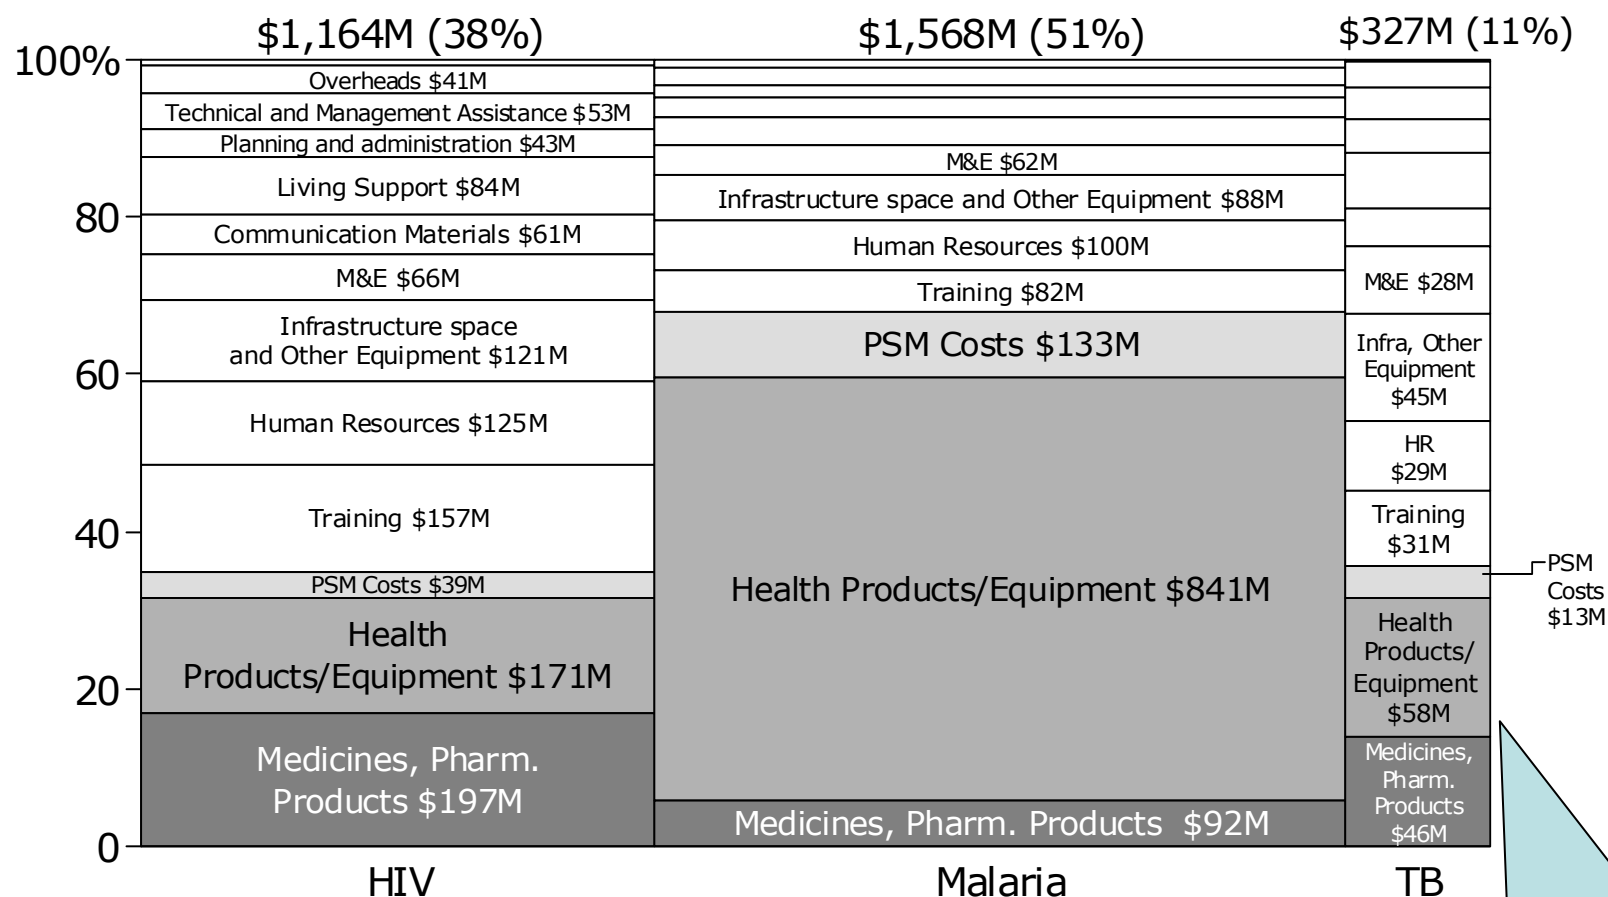 $1,164M (38%)
$1,568M (51%)
$327M (11%)
100%
80
60
40
20
0
Overheads $41M
Technical and Management Assistance $53M
Planning and administration $43M
Living Support $84M
Communication Materials $61M
M&E $66M
Infrastructure space
and Other Equipment $121M
Human Resources $125M
Training $157M
PSM Costs $39M
Health
Products/Equipment $171M
Medicines, Pharm.
Products $197M
M&E $62M
Infrastructure space and Other Equipment $88M
Human Resources $100M
Training $82M
PSM Costs $133M
Health Products/Equipment $841M
Medicines, Pharm. Products $92M
M&E $28M
Infra, Other
Equipment
$45M
HR
$29M
Training
$31M
PSM
Costs
$13M
Health
Products/
Equipment
$58M
Medicines,
Pharm.
Products
$46M
HIV
Malaria
TB